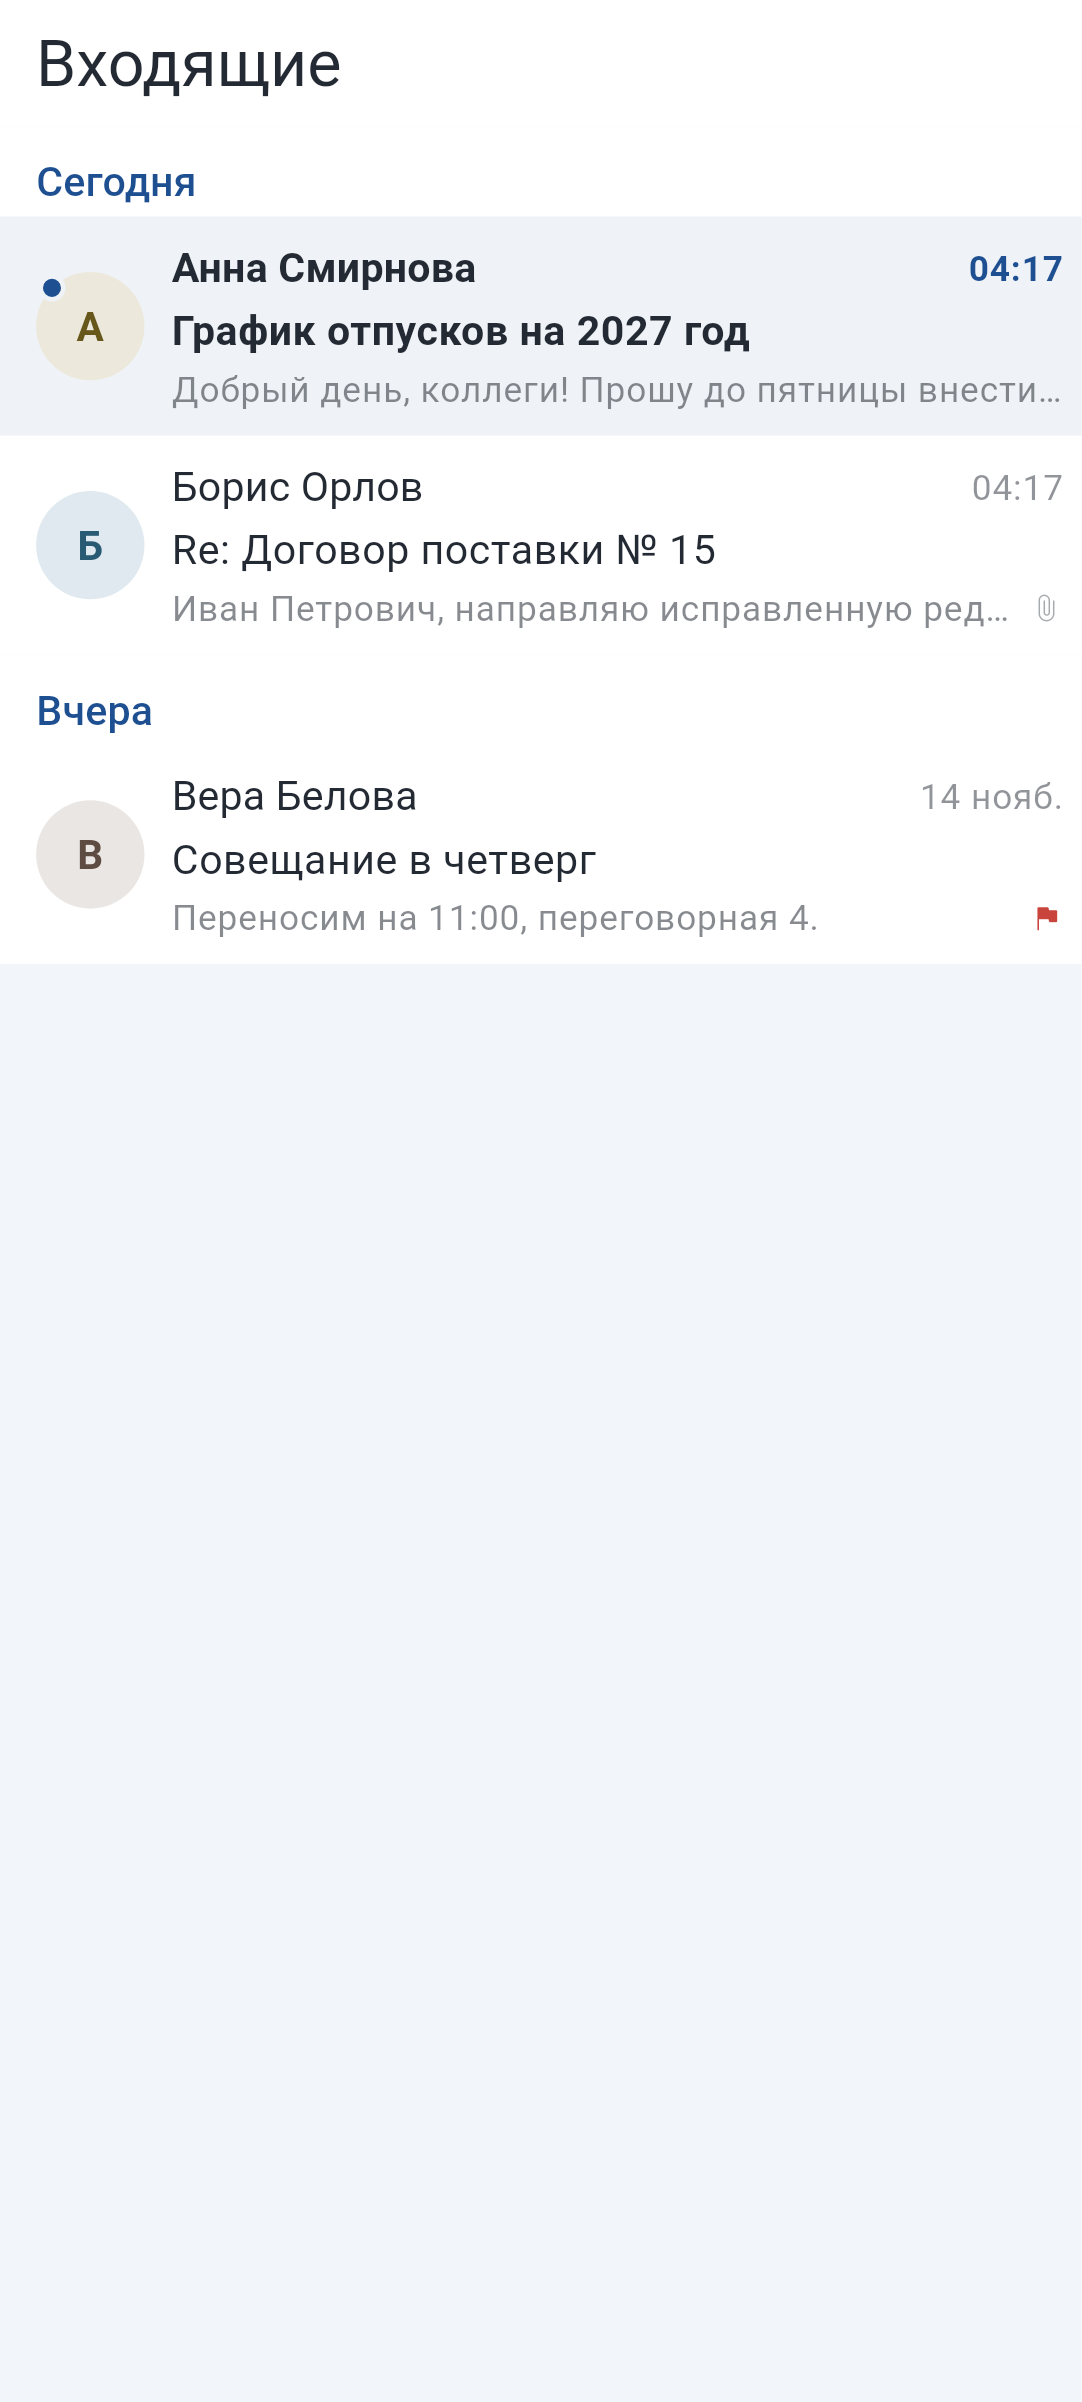 Входящие
Сегодня
Анна Смирнова 04:17
А
График отпусков на 2027 год
Добрый день, коллеги! Прошу до пятницы внести…
Борис Орлов 04:17
Б
Re: Договор поставки № 15
Иван Петрович, направляю исправленную ред…
Вчера
Вера Белова 14 нояб.
В
Совещание в четверг
Переносим на 11:00, переговорная 4.